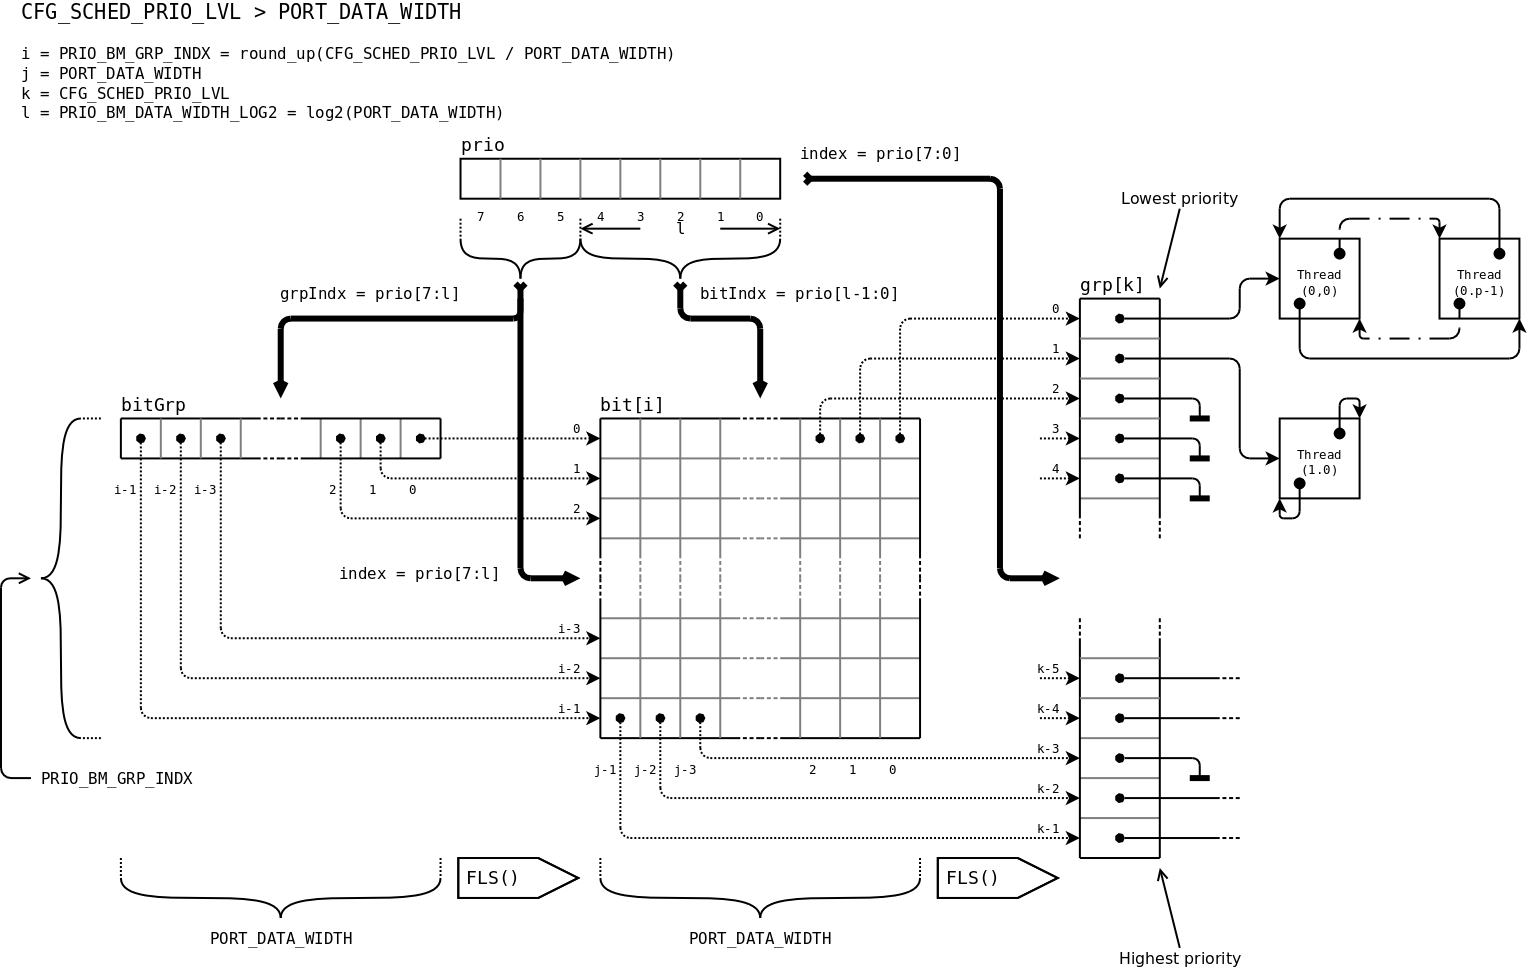 CFG_SCHED_PRIO_LVL > PORT_DATA_WIDTH
i = PRIO_BM_GRP_INDX = round_up(CFG_SCHED_PRIO_LVL / PORT_DATA_WIDTH)
j = PORT_DATA_WIDTH
k = CFG_SCHED_PRIO_LVL
l = PRIO_BM_DATA_WIDTH_LOG2 = log2(PORT_DATA_WIDTH)
prio
index = prio[7:0]
7 6 5 4 3 2 1 0
l
Lowest priority
grpIndx = prio[7:l]
bitIndx = prio[l-1:0]
grp[k]
Thread
(0,0)
Thread
(0.p-1)
0
1
2
3
4
Thread
(1.0)
bitGrp
i-1 i-2 i-3 2 1 0
bit[i]
0
1
2
index = prio[7:l]
i-3
i-2
i-1
j-1 j-2 j-3 2 1 0
k-5
k-4
k-3
k-2
k-1
PRIO_BM_GRP_INDX
FLS()
FLS()
PORT_DATA_WIDTH
PORT_DATA_WIDTH
Highest priority